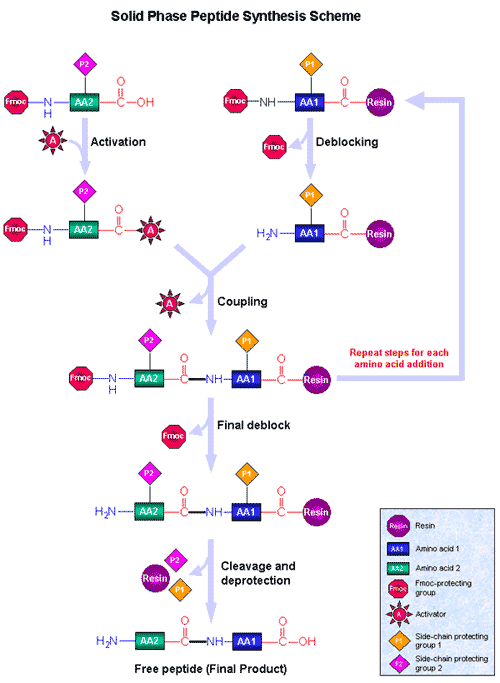 Solid Phase Peptide Synthesis Scheme
P2
P1
O
O
Fmoc N AA2 C OH
H
Fmoc NH AA1 C Resin
A Activation
Fmoc Deblocking
P2
P1
O
O
Fmoc N AA2 C A
H
H₂N AA1 C Resin
A Coupling
Repeat steps for each
amino acid addition
P2
P1
O
O
Fmoc N AA2 C NH AA1 C Resin
H
Fmoc Final deblock
P2
P1
O
O
H₂N AA2 C NH AA1 C Resin
P2
Resin
P1
Cleavage and
deprotection
O
O
H₂N AA2 C NH AA1 C OH
Free peptide (Final Product)
Resin Resin
AA1 Amino acid 1
AA2 Amino acid 2
Fmoc Fmoc-protecting
group
A Activator
P1 Side-chain protecting
group 1
P2 Side-chain protecting
group 2